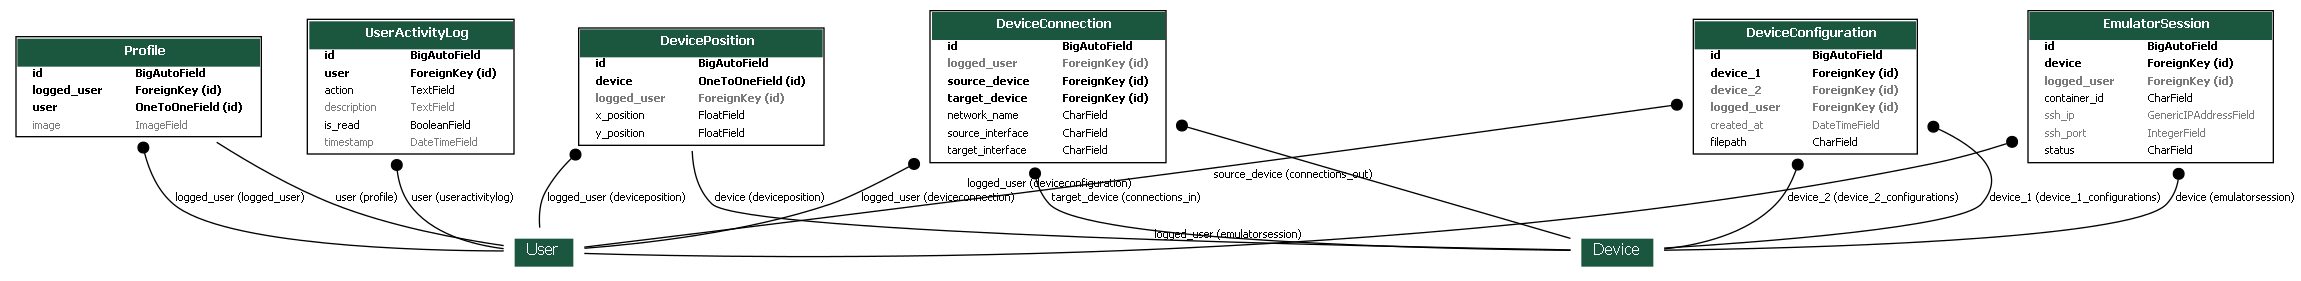 Profile
id BigAutoField
logged_user ForeignKey (id)
user OneToOneField (id)
image ImageField
UserActivityLog
id BigAutoField
user ForeignKey (id)
action TextField
description TextField
is_read BooleanField
timestamp DateTimeField
DevicePosition
id BigAutoField
device OneToOneField (id)
logged_user ForeignKey (id)
x_position FloatField
y_position FloatField
DeviceConnection
id BigAutoField
logged_user ForeignKey (id)
source_device ForeignKey (id)
target_device ForeignKey (id)
network_name CharField
source_interface CharField
target_interface CharField
DeviceConfiguration
id BigAutoField
device_1 ForeignKey (id)
device_2 ForeignKey (id)
logged_user ForeignKey (id)
created_at DateTimeField
filepath CharField
EmulatorSession
id BigAutoField
device ForeignKey (id)
logged_user ForeignKey (id)
container_id CharField
ssh_ip GenericIPAddressField
ssh_port IntegerField
status CharField
logged_user (logged_user)
user (profile)
user (useractivitylog)
logged_user (deviceposition)
device (deviceposition)
logged_user (deviceconnection)
logged_user (deviceconfiguration)
target_device (connections_in)
source_device (connections_out)
device_2 (device_2_configurations)
device_1 (device_1_configurations)
device (emulatorsession)
logged_user (emulatorsession)
User
Device